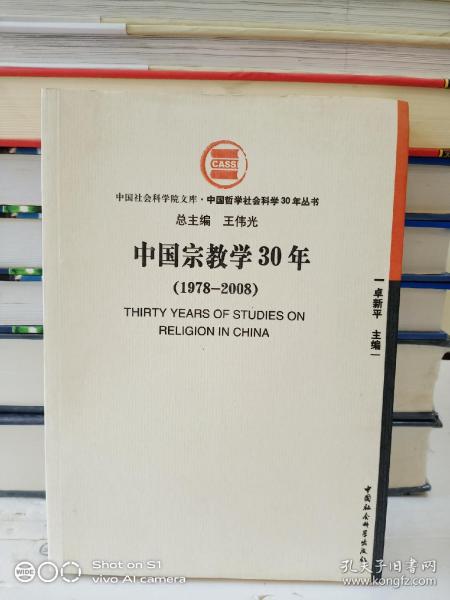 CASS
中国社会科学院文库·中国哲学社会科学30年丛书
总主编 王伟光
中国宗教学30年
(1978-2008)
THIRTY YEARS OF STUDIES ON
RELIGION IN CHINA
卓新平 主编
中国社会科学出版社
WIDE
Shot on S1
vivo AI camera
孔夫子旧书网
www.kongfz.com